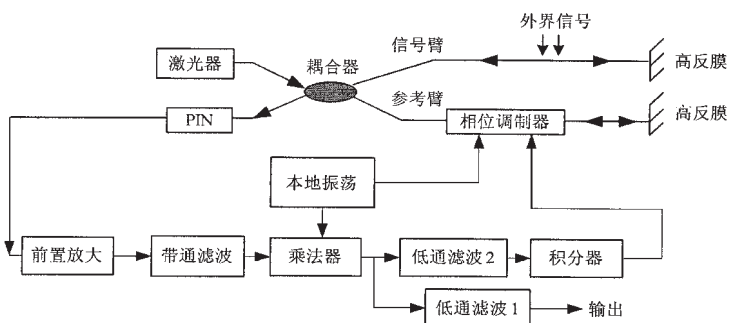 外界信号
信号臂
高反膜
激光器
耦合器
参考臂
高反膜
PIN
相位调制器
本地振荡
前置放大
带通滤波
乘法器
低通滤波2
积分器
低通滤波1
输出